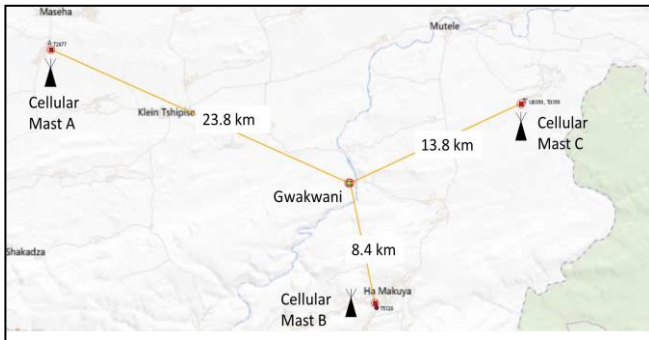 Maseha
T2977
Cellular
Mast A
Mutele
Klein Tshipise
23.8 km
Cellular
Mast C
13.8 km
Gwakwani
8.4 km
Shakadza
Cellular
Mast B
Ha Makuya